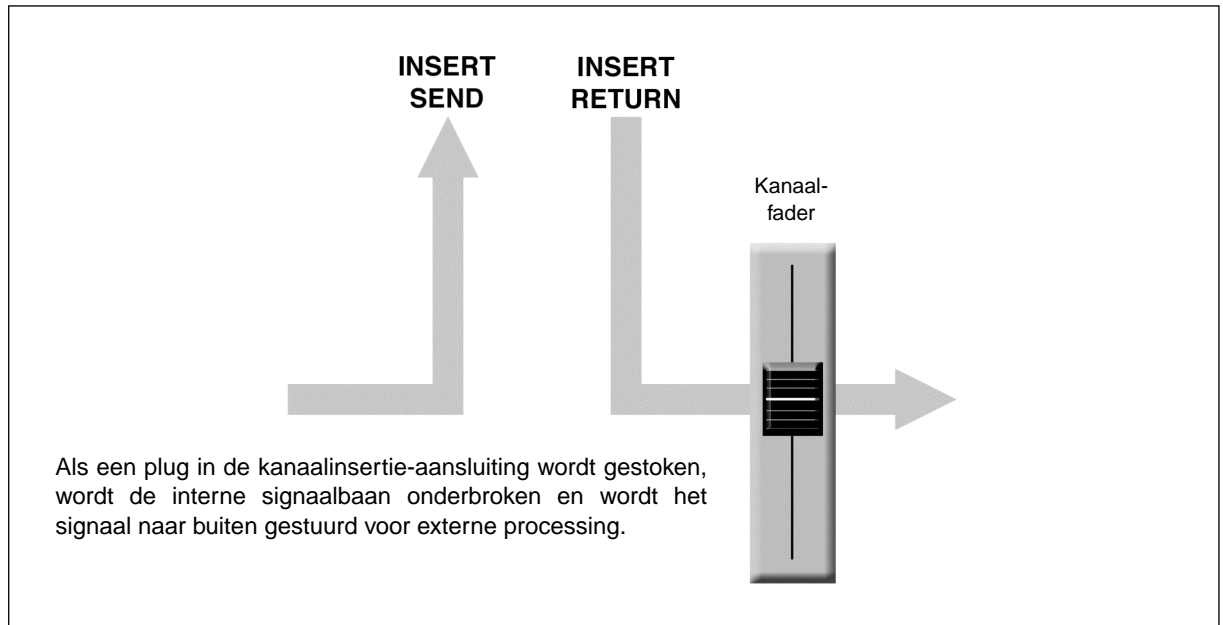 INSERT
SEND
INSERT
RETURN
Kanaal-
fader
Als een plug in de kanaalinsertie-aansluiting wordt gestoken,
wordt de interne signaalbaan onderbroken en wordt het
signaal naar buiten gestuurd voor externe processing.